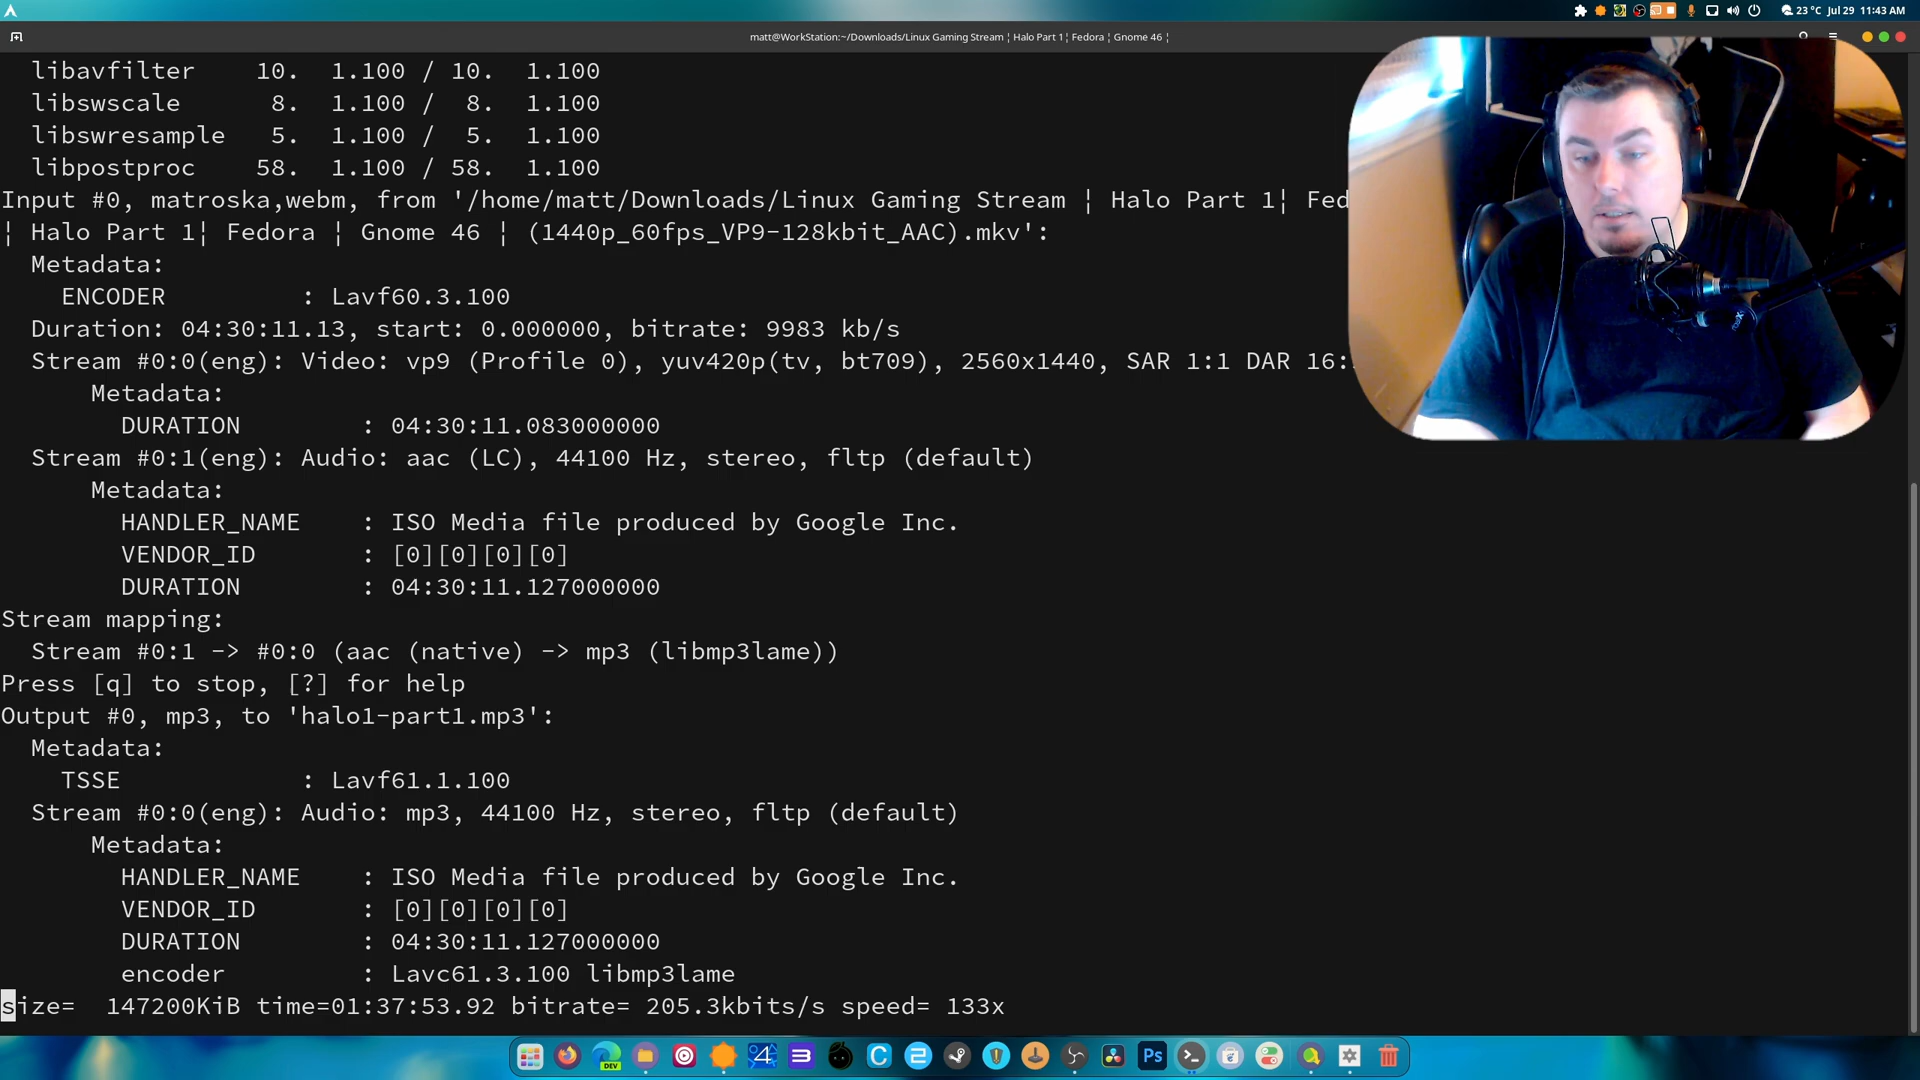 23 °C Jul 29 11:43 AM
matt@WorkStation:~/Downloads/Linux Gaming Stream ¦ Halo Part 1¦ Fedora ¦ Gnome 46 ¦
libavfilter 10. 1.100 / 10. 1.100
libswscale 8. 1.100 / 8. 1.100
libswresample 5. 1.100 / 5. 1.100
libpostproc 58. 1.100 / 58. 1.100
Input #0, matroska,webm, from '/home/matt/Downloads/Linux Gaming Stream ¦ Halo Part 1¦ Fed
¦ Halo Part 1¦ Fedora ¦ Gnome 46 ¦ (1440p_60fps_VP9-128kbit_AAC).mkv':
Metadata:
ENCODER : Lavf60.3.100
Duration: 04:30:11.13, start: 0.000000, bitrate: 9983 kb/s
Stream #0:0(eng): Video: vp9 (Profile 0), yuv420p(tv, bt709), 2560x1440, SAR 1:1 DAR 16:
Metadata:
DURATION : 04:30:11.083000000
Stream #0:1(eng): Audio: aac (LC), 44100 Hz, stereo, fltp (default)
Metadata:
HANDLER_NAME : ISO Media file produced by Google Inc.
VENDOR_ID : [0][0][0][0]
DURATION : 04:30:11.127000000
Stream mapping:
Stream #0:1 -> #0:0 (aac (native) -> mp3 (libmp3lame))
Press [q] to stop, [?] for help
Output #0, mp3, to 'halo1-part1.mp3':
Metadata:
TSSE : Lavf61.1.100
Stream #0:0(eng): Audio: mp3, 44100 Hz, stereo, fltp (default)
Metadata:
HANDLER_NAME : ISO Media file produced by Google Inc.
VENDOR_ID : [0][0][0][0]
DURATION : 04:30:11.127000000
encoder : Lavc61.3.100 libmp3lame
size= 147200KiB time=01:37:53.92 bitrate= 205.3kbits/s speed= 133x
DEV
Ps